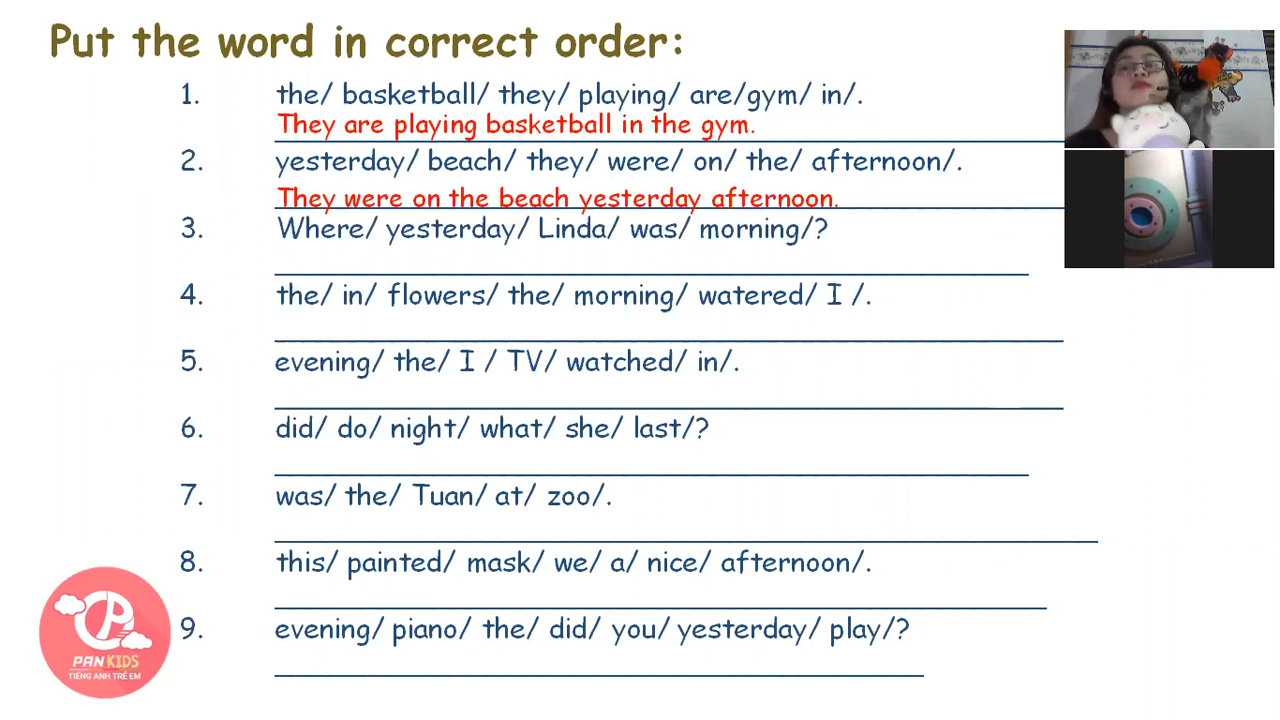 Put the word in correct order:
1. the/ basketball/ they/ playing/ are/gym/ in/.
They are playing basketball in the gym.
2. yesterday/ beach/ they/ were/ on/ the/ afternoon/.
They were on the beach yesterday afternoon.
3. Where/ yesterday/ Linda/ was/ morning/?
4. the/ in/ flowers/ the/ morning/ watered/ I /.
5. evening/ the/ I / TV/ watched/ in/.
6. did/ do/ night/ what/ she/ last/?
7. was/ the/ Tuan/ at/ zoo/.
8. this/ painted/ mask/ we/ a/ nice/ afternoon/.
9. evening/ piano/ the/ did/ you/ yesterday/ play/?
PAN KIDS
TIẾNG ANH TRẺ EM